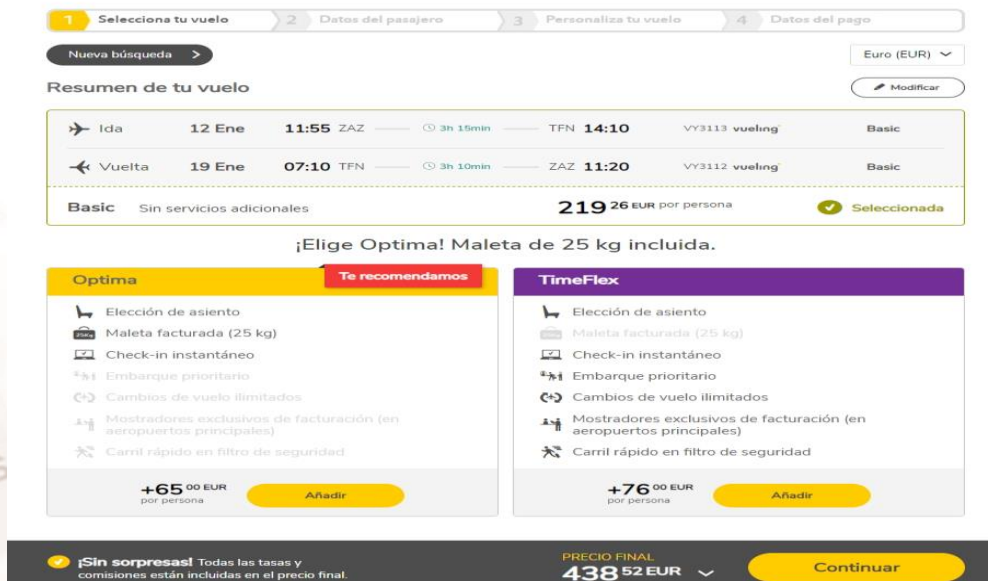 1 Selecciona tu vuelo 2 Datos del pasajero 3 Personaliza tu vuelo 4 Datos del pago
Nueva búsqueda > Euro (EUR)
Resumen de tu vuelo Modificar
Ida 12 Ene 11:55 ZAZ 3h 15min TFN 14:10 VY3113 vueling Basic
Vuelta 19 Ene 07:10 TFN 3h 10min ZAZ 11:20 VY3112 vueling Basic
Basic Sin servicios adicionales 219 26 EUR por persona Seleccionada
¡Elige Optima! Maleta de 25 kg incluida.
Optima Te recomendamos
Elección de asiento
Maleta facturada (25 kg)
Check-in instantáneo
Embarque prioritario
Cambios de vuelo ilimitados
Mostradores exclusivos de facturación (en
aeropuertos principales)
Carril rápido en filtro de seguridad
+65 00 EUR
por persona
Añadir
TimeFlex
Elección de asiento
Maleta facturada (25 kg)
Check-in instantáneo
Embarque prioritario
Cambios de vuelo ilimitados
Mostradores exclusivos de facturación (en
aeropuertos principales)
Carril rápido en filtro de seguridad
+76 00 EUR
por persona
Añadir
¡Sin sorpresas! Todas las tasas y
comisiones están incluidas en el precio final.
PRECIO FINAL
438 52 EUR
Continuar